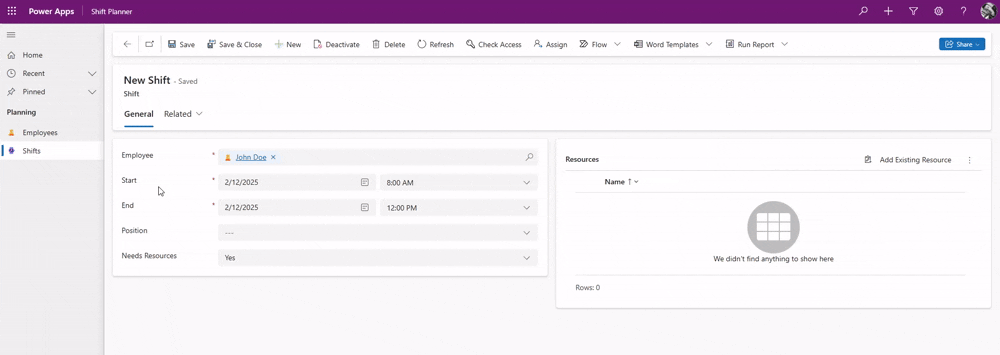 Power Apps Shift Planner
Save Save & Close New Deactivate Delete Refresh Check Access Assign Flow Word Templates Run Report Share
Home
Recent
Pinned
Planning
Employees
Shifts
New Shift - Saved
Shift
General Related
Employee * John Doe
Start * 2/12/2025 8:00 AM
End * 2/12/2025 12:00 PM
Position ---
Needs Resources Yes
Resources Add Existing Resource
Name
We didn't find anything to show here
Rows: 0